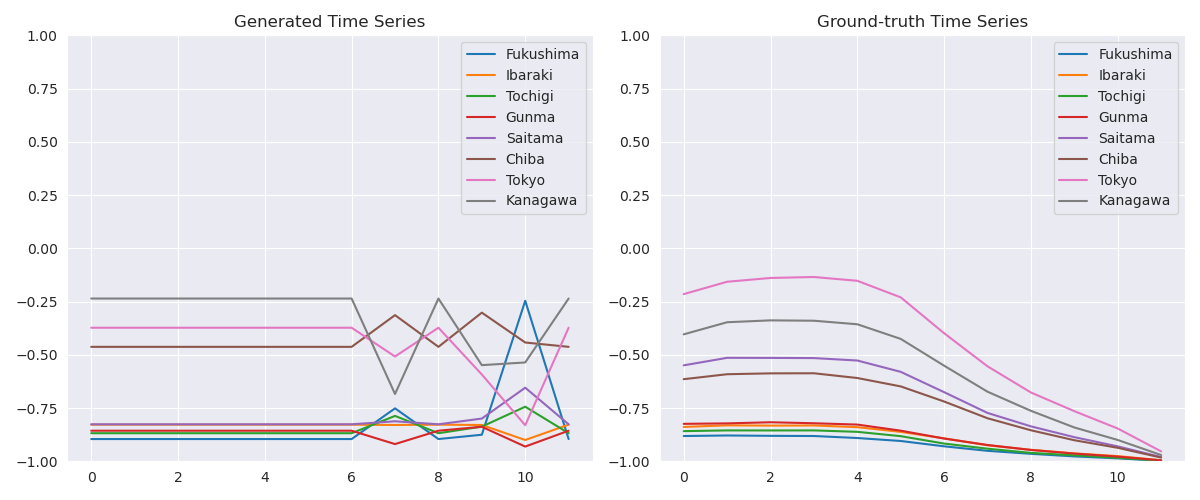 Generated Time Series
1.00
0.75
0.50
0.25
0.00
−0.25
−0.50
−0.75
−1.00
0 2 4 6 8 10
Fukushima
Ibaraki
Tochigi
Gunma
Saitama
Chiba
Tokyo
Kanagawa
Ground-truth Time Series
1.00
0.75
0.50
0.25
0.00
−0.25
−0.50
−0.75
−1.00
0 2 4 6 8 10
Fukushima
Ibaraki
Tochigi
Gunma
Saitama
Chiba
Tokyo
Kanagawa